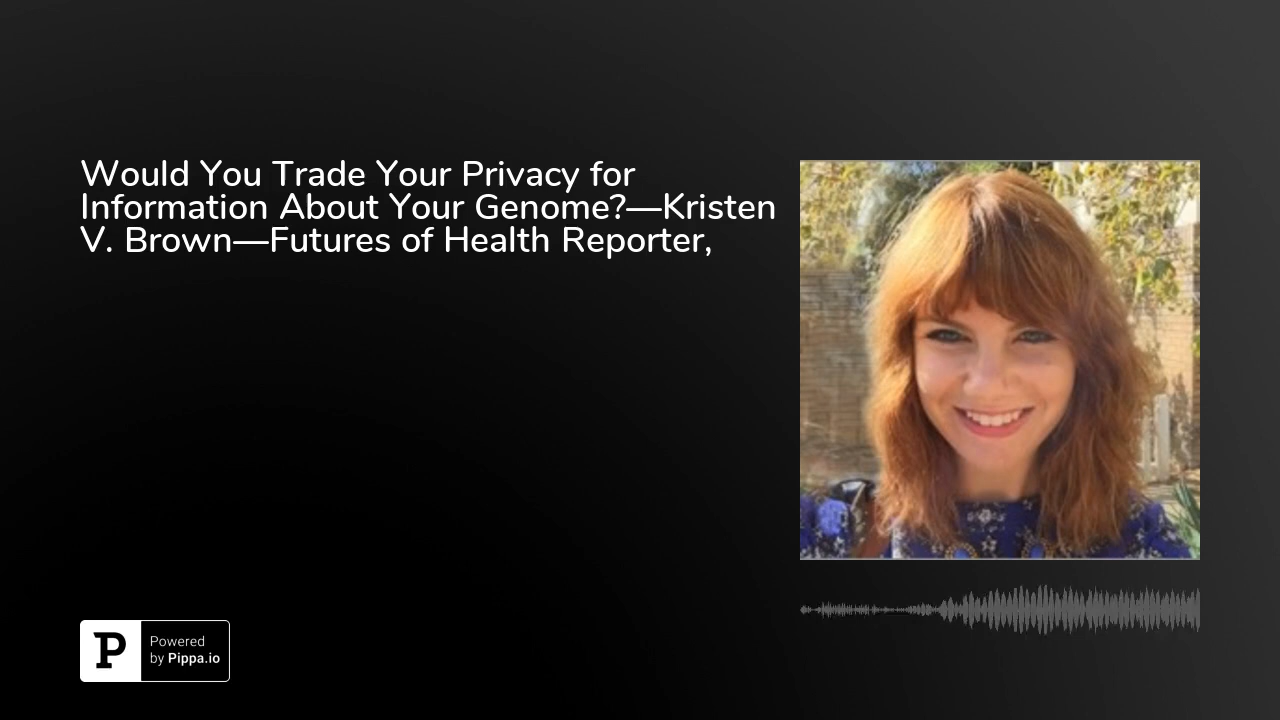 Would You Trade Your Privacy for
Information About Your Genome?—Kristen
V. Brown—Futures of Health Reporter,
P
Powered
by Pippa.io